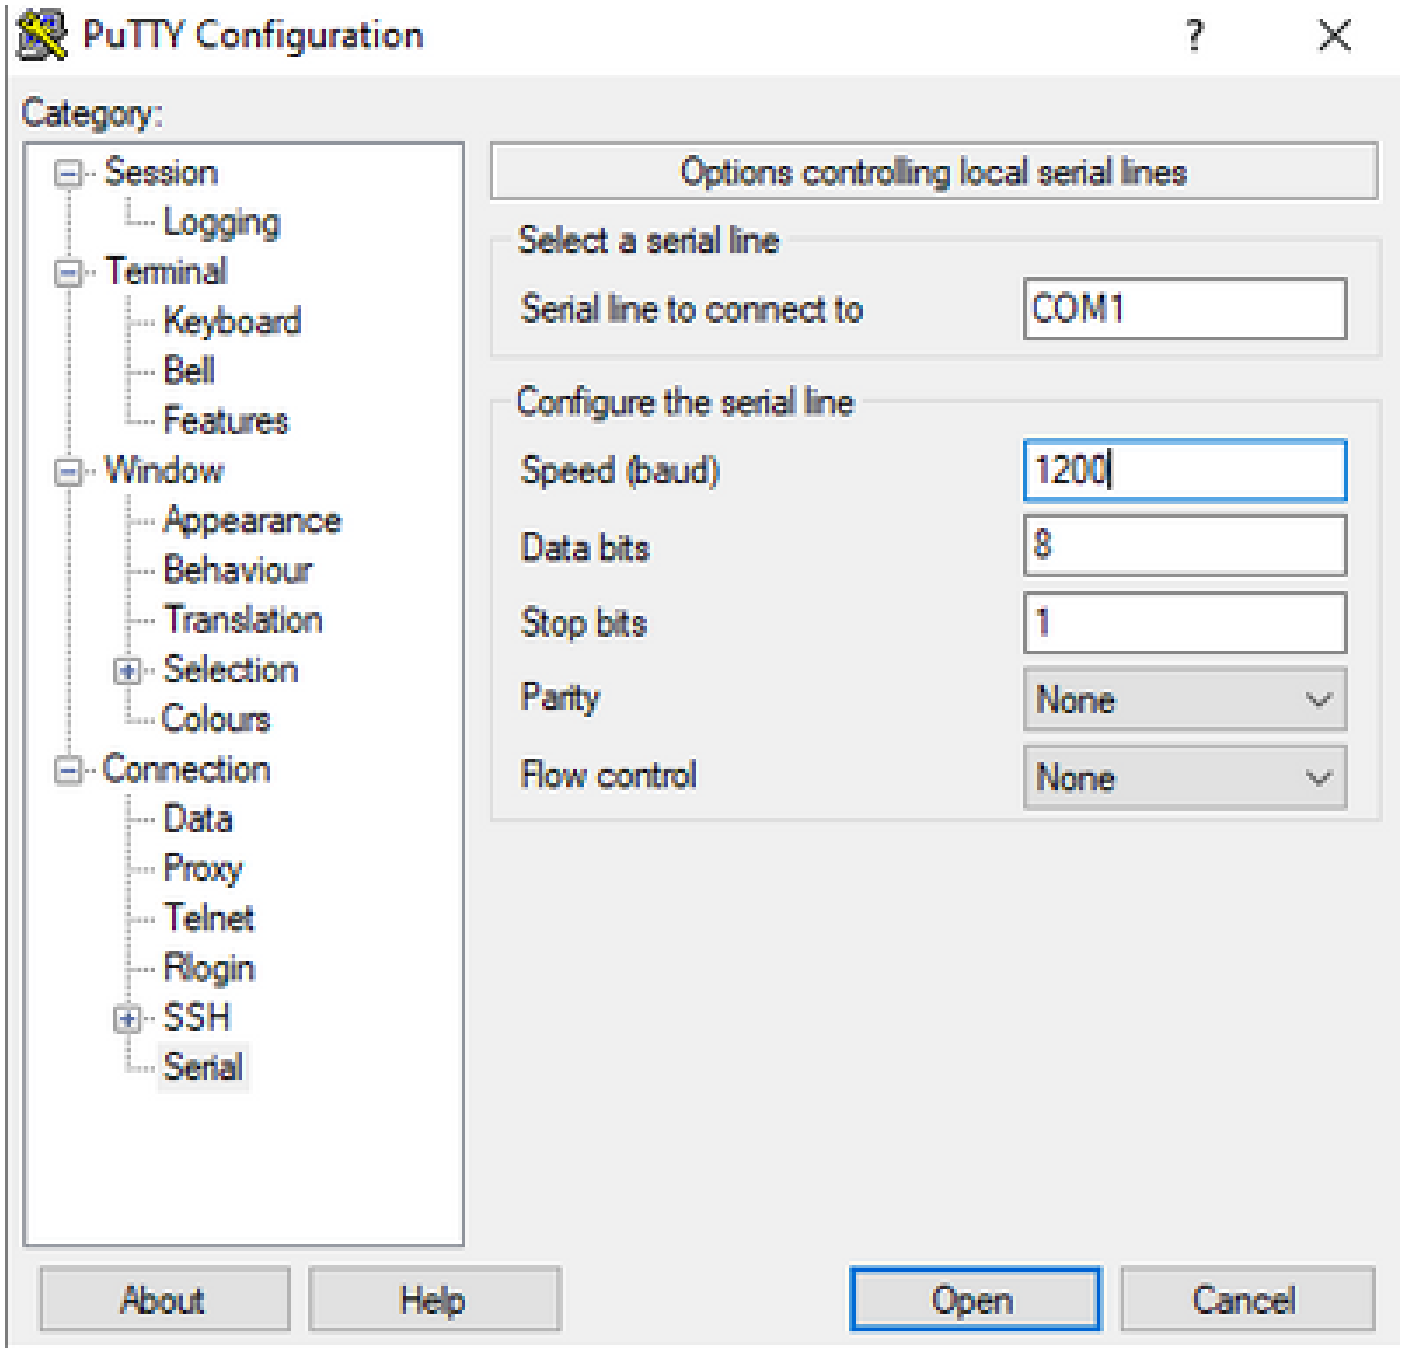 PuTTY Configuration
?
Category:
Session
Logging
Terminal
Keyboard
Bell
Features
Window
Appearance
Behaviour
Translation
Selection
Colours
Connection
Data
Proxy
Telnet
Rlogin
SSH
Serial
Options controlling local serial lines
Select a serial line
Serial line to connect to COM1
Configure the serial line
Speed (baud) 1200
Data bits 8
Stop bits 1
Parity None
Flow control None
About Help Open Cancel